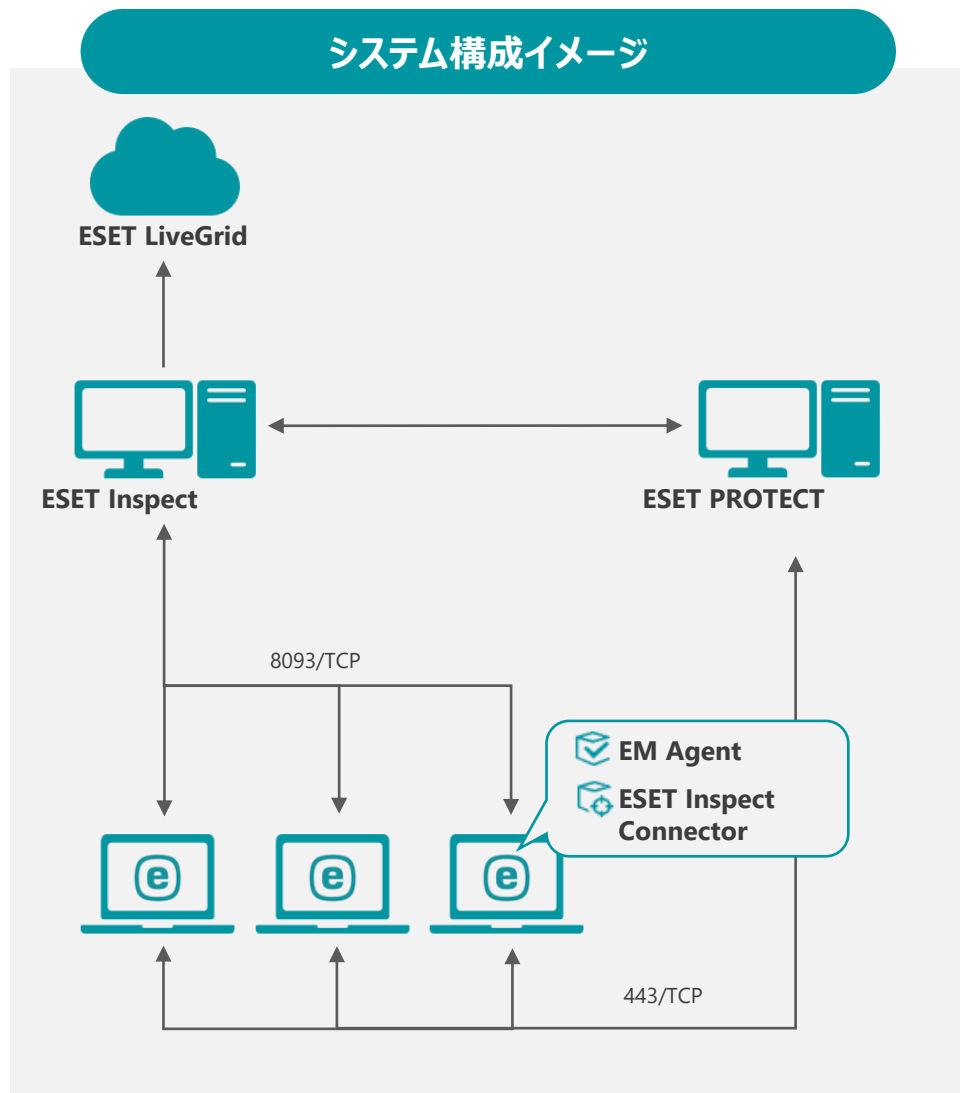 システム構成イメージ
ESET LiveGrid
ESET Inspect
ESET PROTECT
8093/TCP
EM Agent
ESET Inspect
Connector
e
e
e
443/TCP